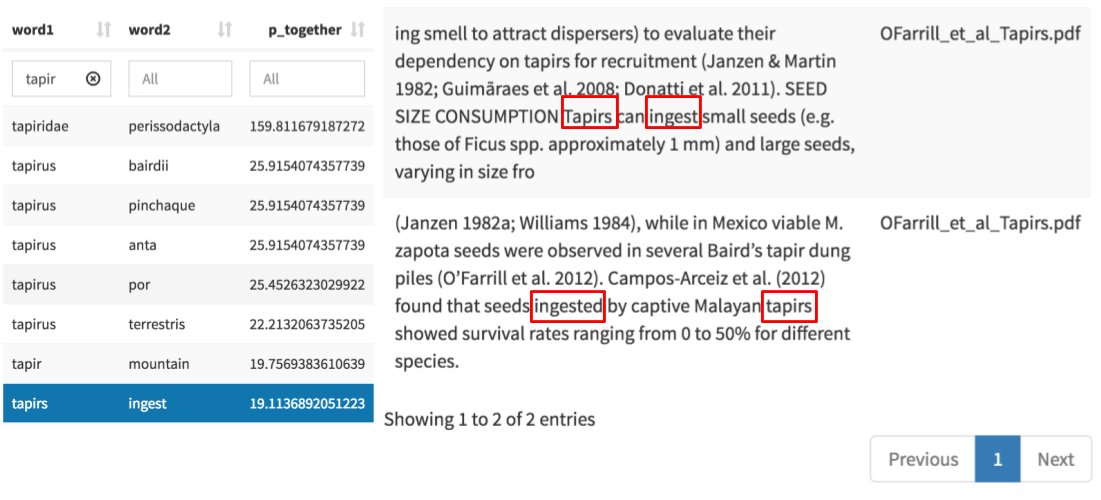 word1 word2 p_together
tapir All All
tapiridae perissodactyla 159.811679187272
tapirus bairdii 25.9154074357739
tapirus pinchaque 25.9154074357739
tapirus anta 25.9154074357739
tapirus por 25.4526323029922
tapirus terrestris 22.2132063735205
tapir mountain 19.7569383610639
tapirs ingest 19.1136892051223
ing smell to attract dispersers) to evaluate their OFarrill_et_al_Tapirs.pdf
dependency on tapirs for recruitment (Janzen & Martin
1982; Guimãraes et al. 2008; Donatti et al. 2011). SEED
SIZE CONSUMPTION Tapirs can ingest small seeds (e.g.
those of Ficus spp. approximately 1 mm) and large seeds,
varying in size fro
(Janzen 1982a; Williams 1984), while in Mexico viable M. OFarrill_et_al_Tapirs.pdf
zapota seeds were observed in several Baird’s tapir dung
piles (O’Farrill et al. 2012). Campos-Arceiz et al. (2012)
found that seeds ingested by captive Malayan tapirs
showed survival rates ranging from 0 to 50% for different
species.
Showing 1 to 2 of 2 entries
Previous 1 Next